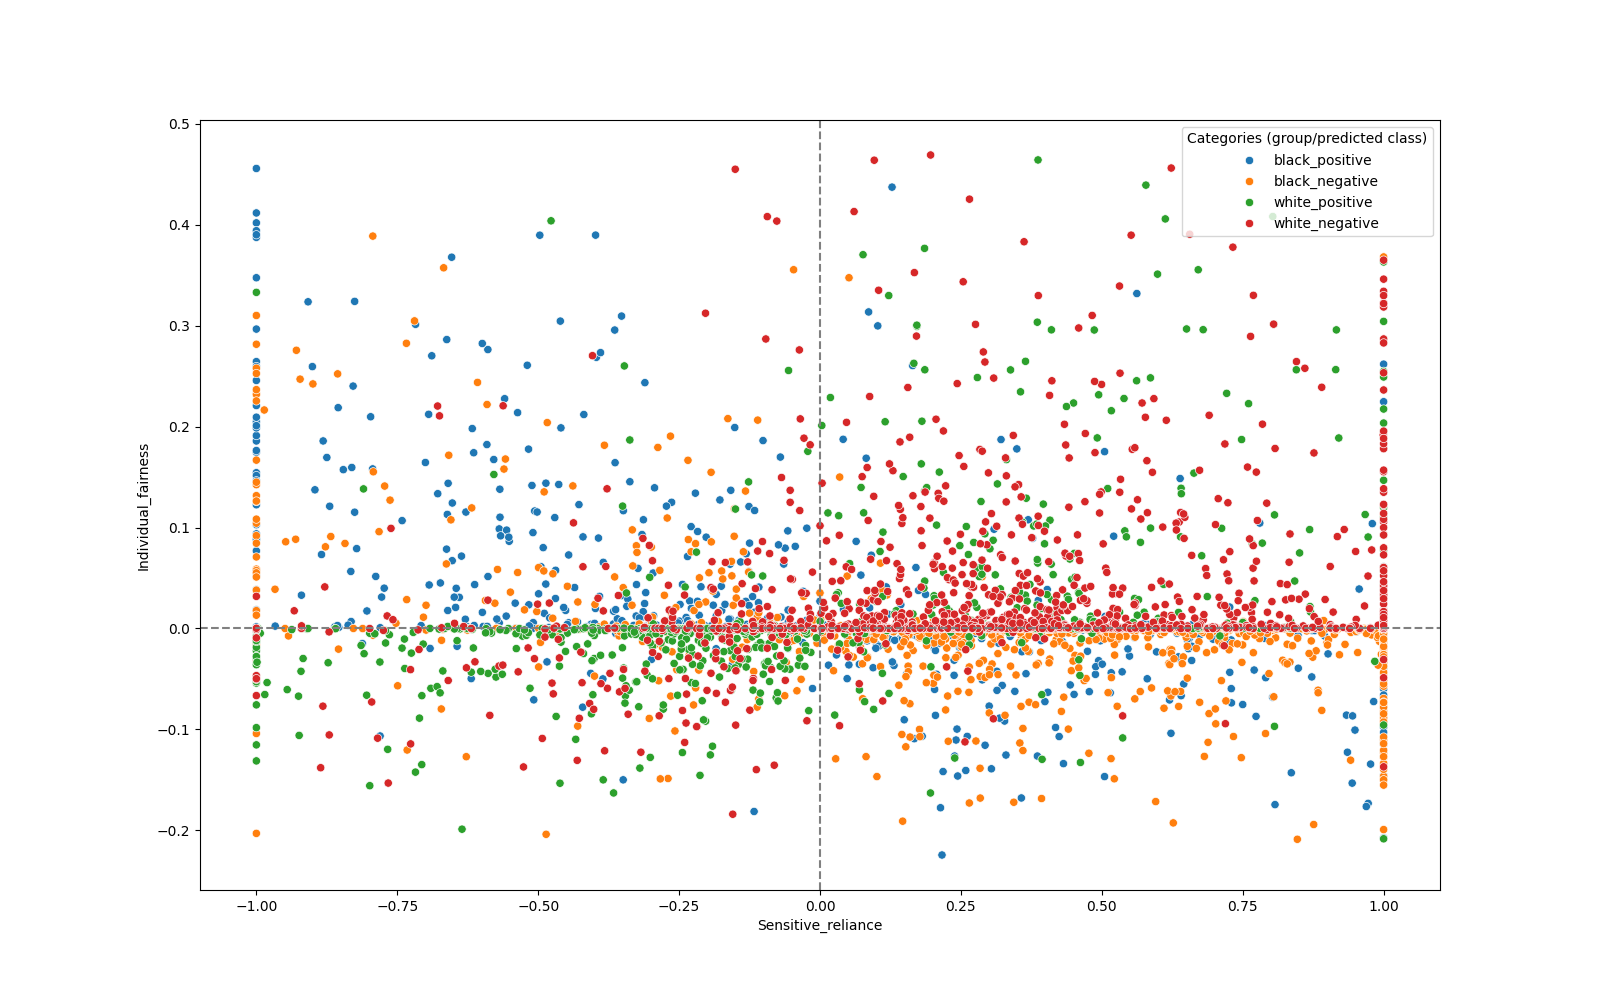 Categories (group/predicted class)
black_positive
black_negative
white_positive
white_negative
0.5
0.4
0.3
0.2
0.1
0.0
−0.1
−0.2
Individual_fairness
−1.00
−0.75
−0.50
−0.25
0.00
0.25
0.50
0.75
1.00
Sensitive_reliance